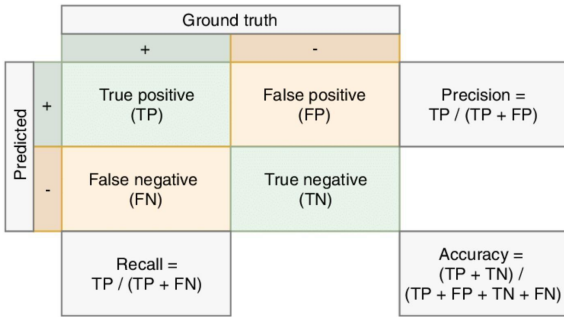 Ground truth
+ -
Predicted
+
True positive
(TP)
False positive
(FP)
Precision =
TP / (TP + FP)
-
False negative
(FN)
True negative
(TN)
Recall =
TP / (TP + FN)
Accuracy =
(TP + TN) /
(TP + FP + TN + FN)